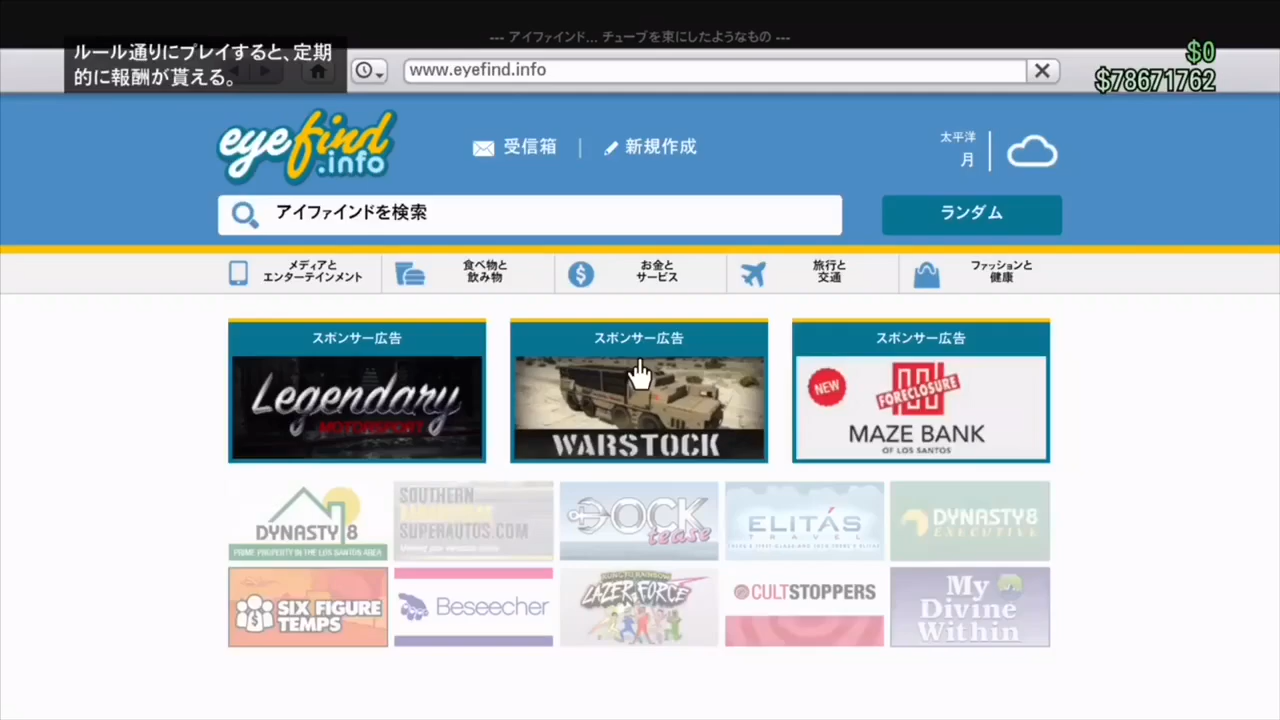 --- アイファインド... チューブを束にしたようなもの ---
ルール通りにプレイすると、定期
的に報酬が貰える。
www.eyefind.info
$0
$78671762
eyefind
.info
受信箱
新規作成
太平洋
月
アイファインドを検索
ランダム
メディアと
エンターテインメント
食べ物と
飲み物
お金と
サービス
旅行と
交通
ファッションと
健康
スポンサー広告
スポンサー広告
スポンサー広告
Legendary
MOTORSPORT
WARSTOCK
NEW
FORECLOSURE
MAZE BANK
OF LOS SANTOS
DYNASTY 8
PRIME PROPERTY IN THE LOS SANTOS AREA
SOUTHERN
SUPERAUTOS.COM
DOCK
tease
ELITÁS
TRAVEL
DYNASTY 8
EXECUTIVE
SIX FIGURE
TEMPS
Beseecher
KUNG FU RAINBOW
LAZER FORCE
CULTSTOPPERS
My
Divine
Within